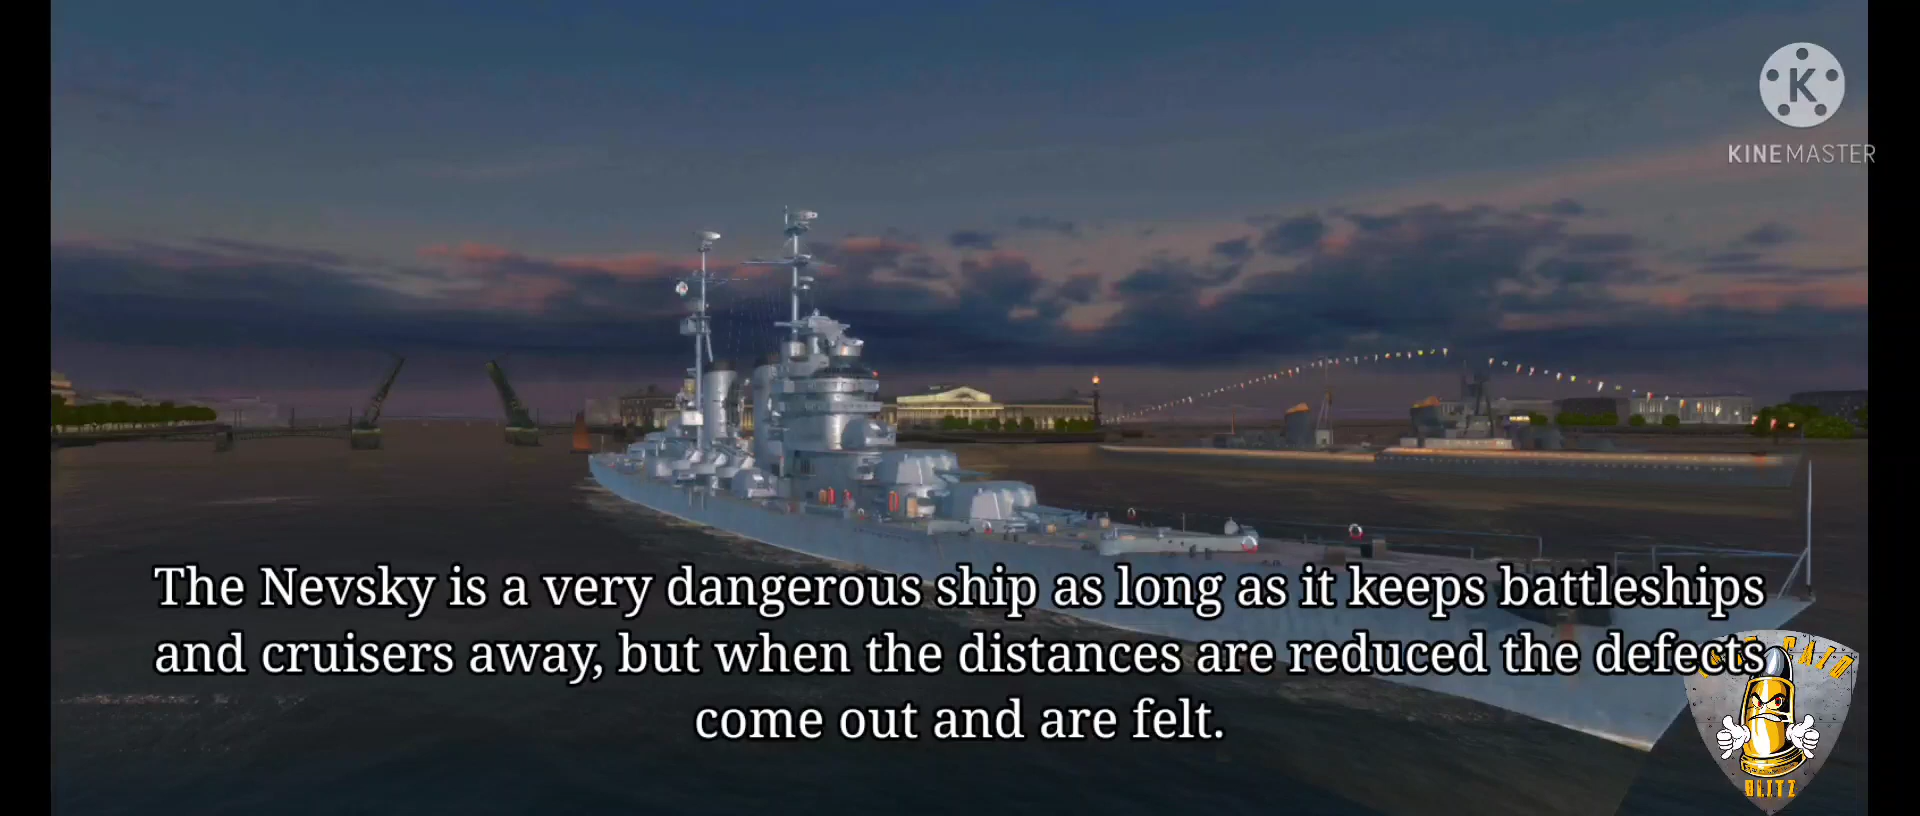 K
KINEMASTER
The Nevsky is a very dangerous ship as long as it keeps battleships
and cruisers away, but when the distances are reduced the defects
come out and are felt.
BLITZ